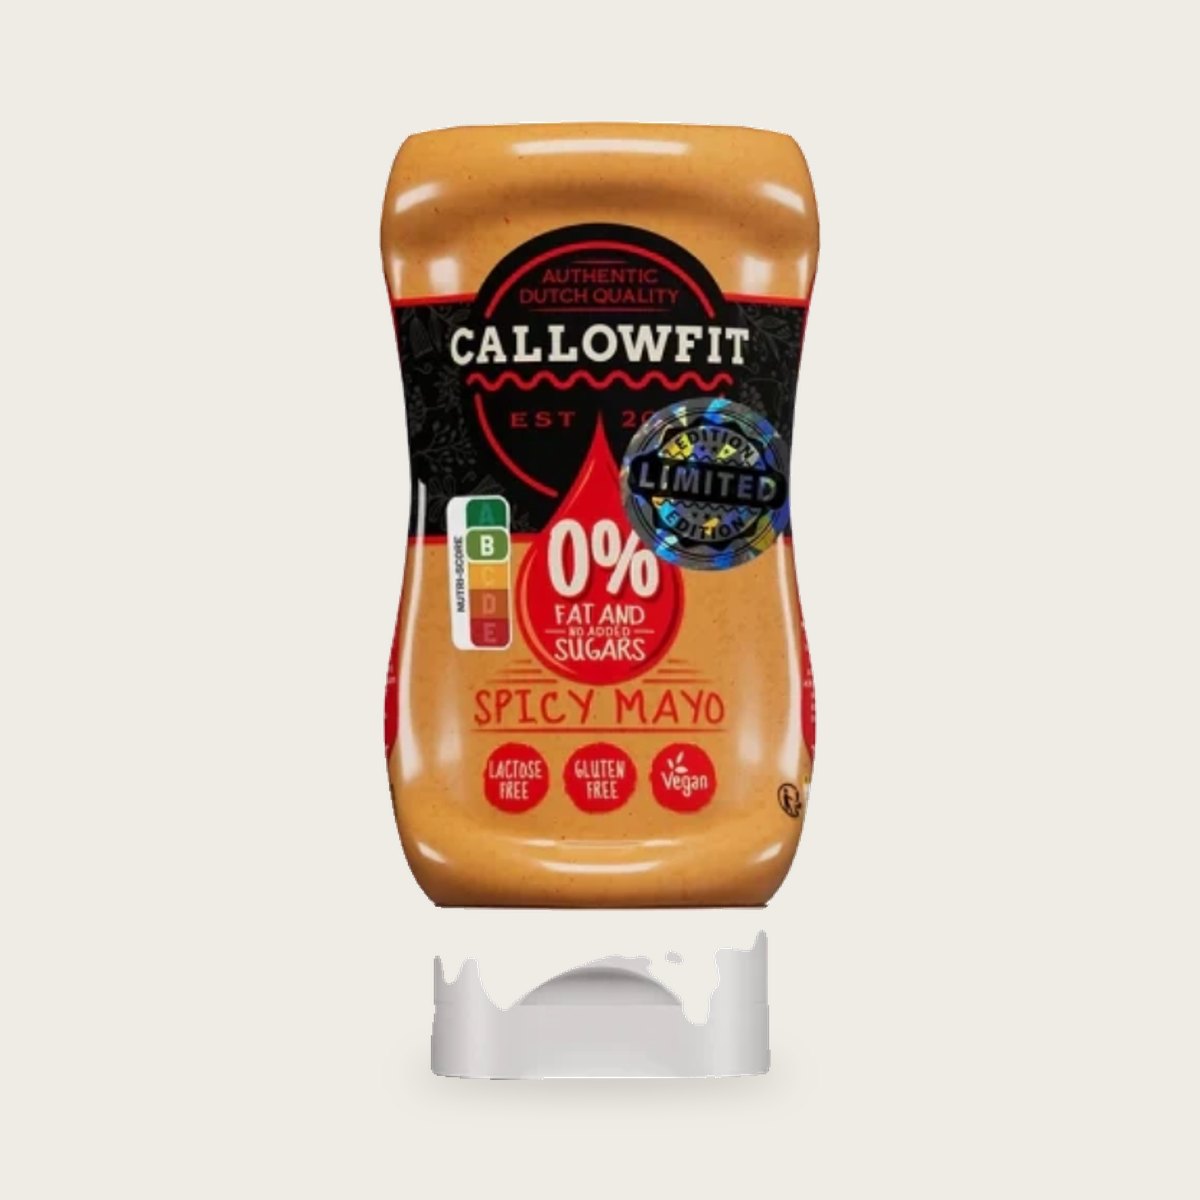 AUTHENTIC
DUTCH QUALITY
CALLOWFIT
EST 20
EDITION
LIMITED
EDITION
NUTRI-SCORE
A
B
C
D
E
0%
FAT AND
NO ADDED
SUGARS
SPICY MAYO
LACTOSE
FREE
GLUTEN
FREE
Vegan